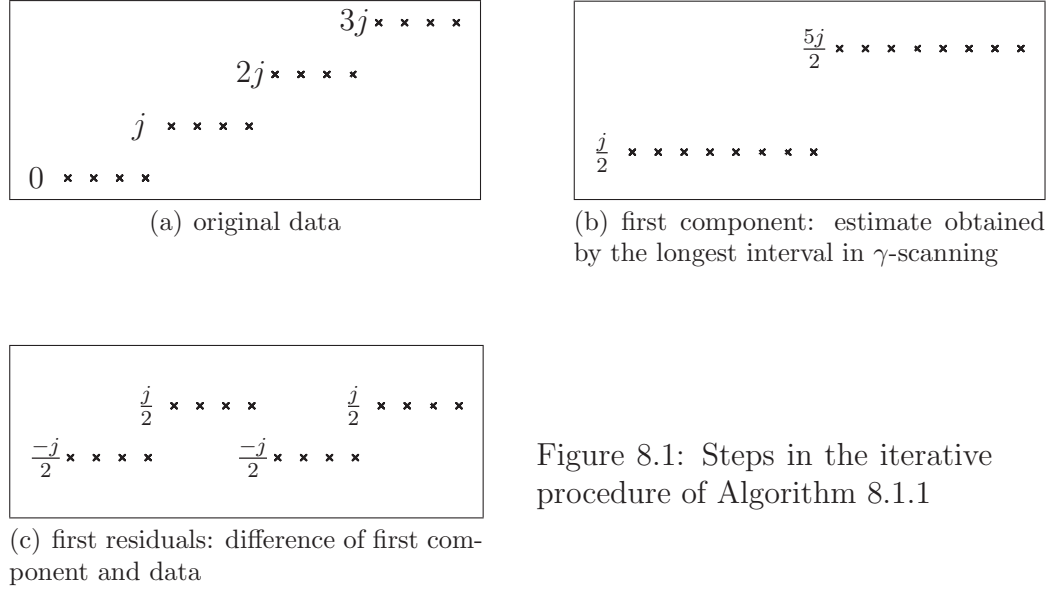 3j
2j
j
0
(a) original data
5j/2
j/2
(b) first component: estimate obtained
by the longest interval in γ-scanning
j/2 j/2
-j/2 -j/2
(c) first residuals: difference of first com-
ponent and data
Figure 8.1: Steps in the iterative
procedure of Algorithm 8.1.1